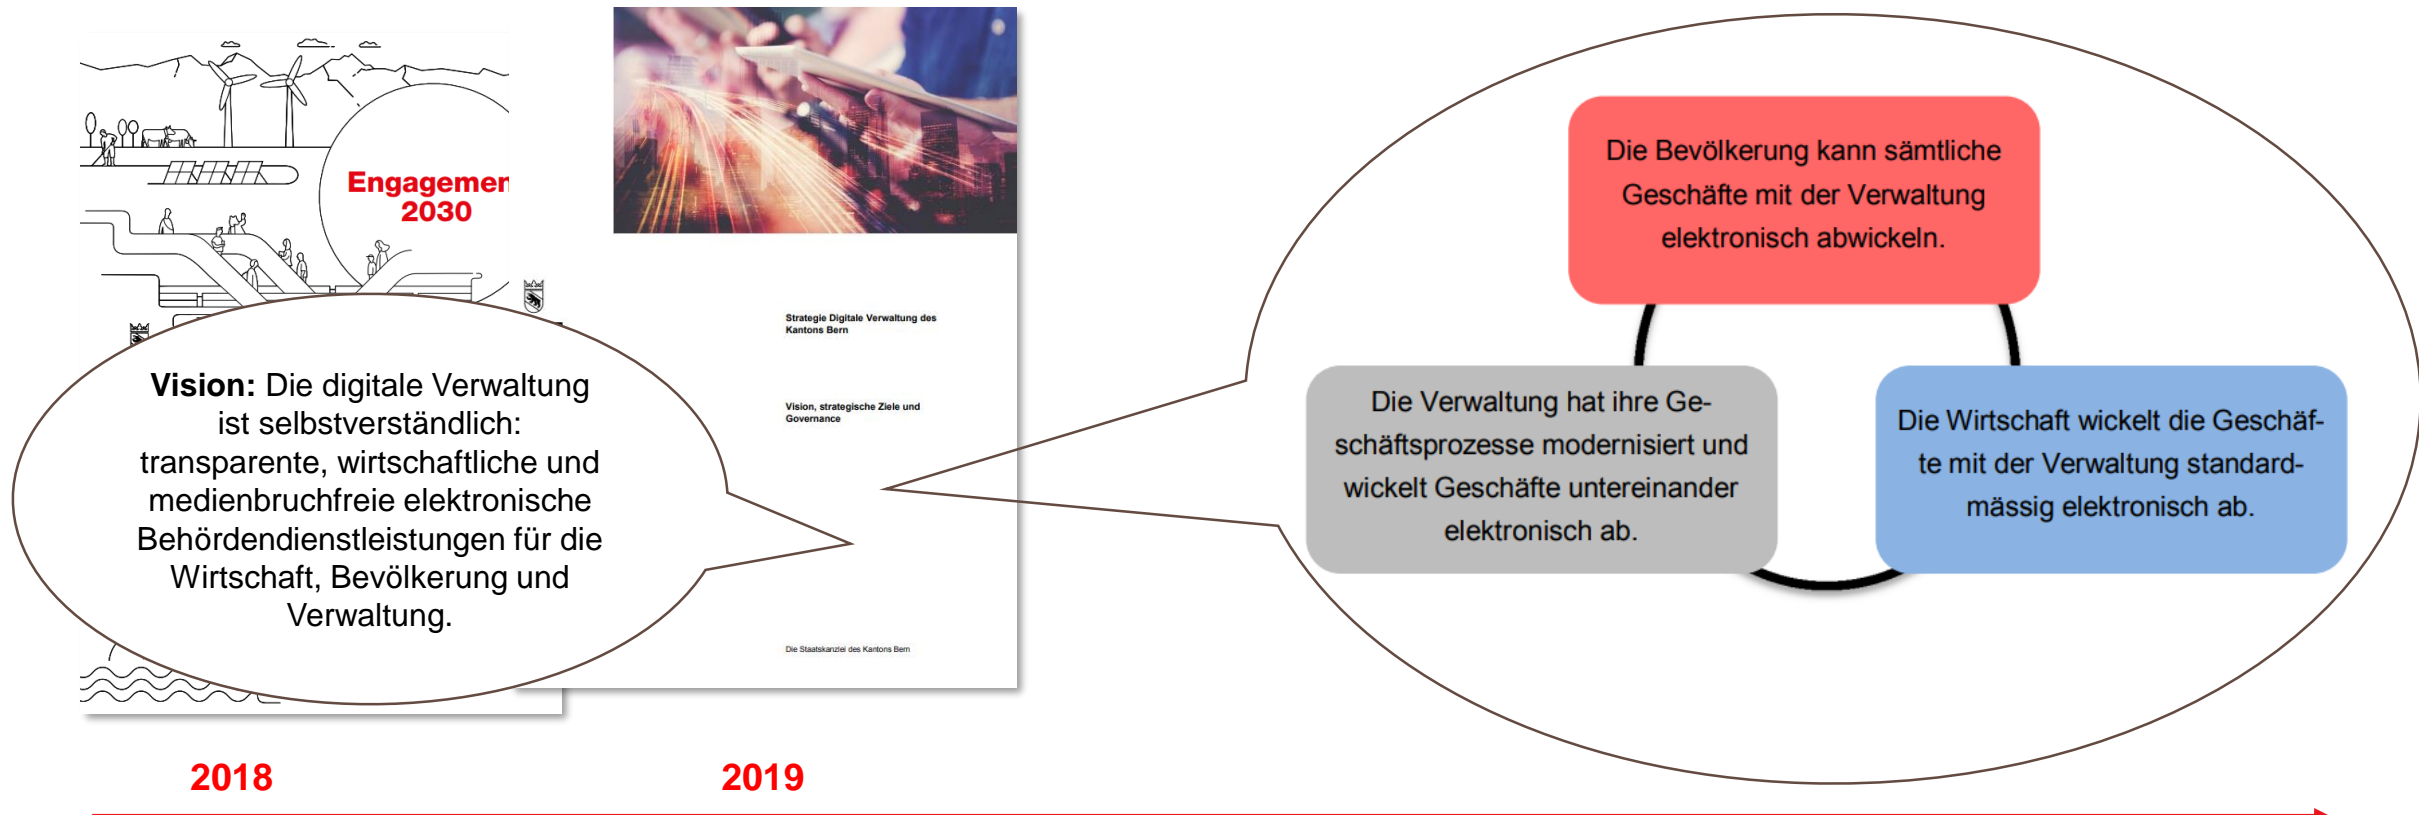 Engagemen
2030
Strategie Digitale Verwaltung des
Kantons Bern
Vision, strategische Ziele und
Governance
Die Staatskanzlei des Kantons Bern
Vision: Die digitale Verwaltung
ist selbstverständlich:
transparente, wirtschaftliche und
medienbruchfreie elektronische
Behördendienstleistungen für die
Wirtschaft, Bevölkerung und
Verwaltung.
Die Bevölkerung kann sämtliche
Geschäfte mit der Verwaltung
elektronisch abwickeln.
Die Verwaltung hat ihre Ge-
schäftsprozesse modernisiert und
wickelt Geschäfte untereinander
elektronisch ab.
Die Wirtschaft wickelt die Geschäf-
te mit der Verwaltung standard-
mässig elektronisch ab.
2018
2019